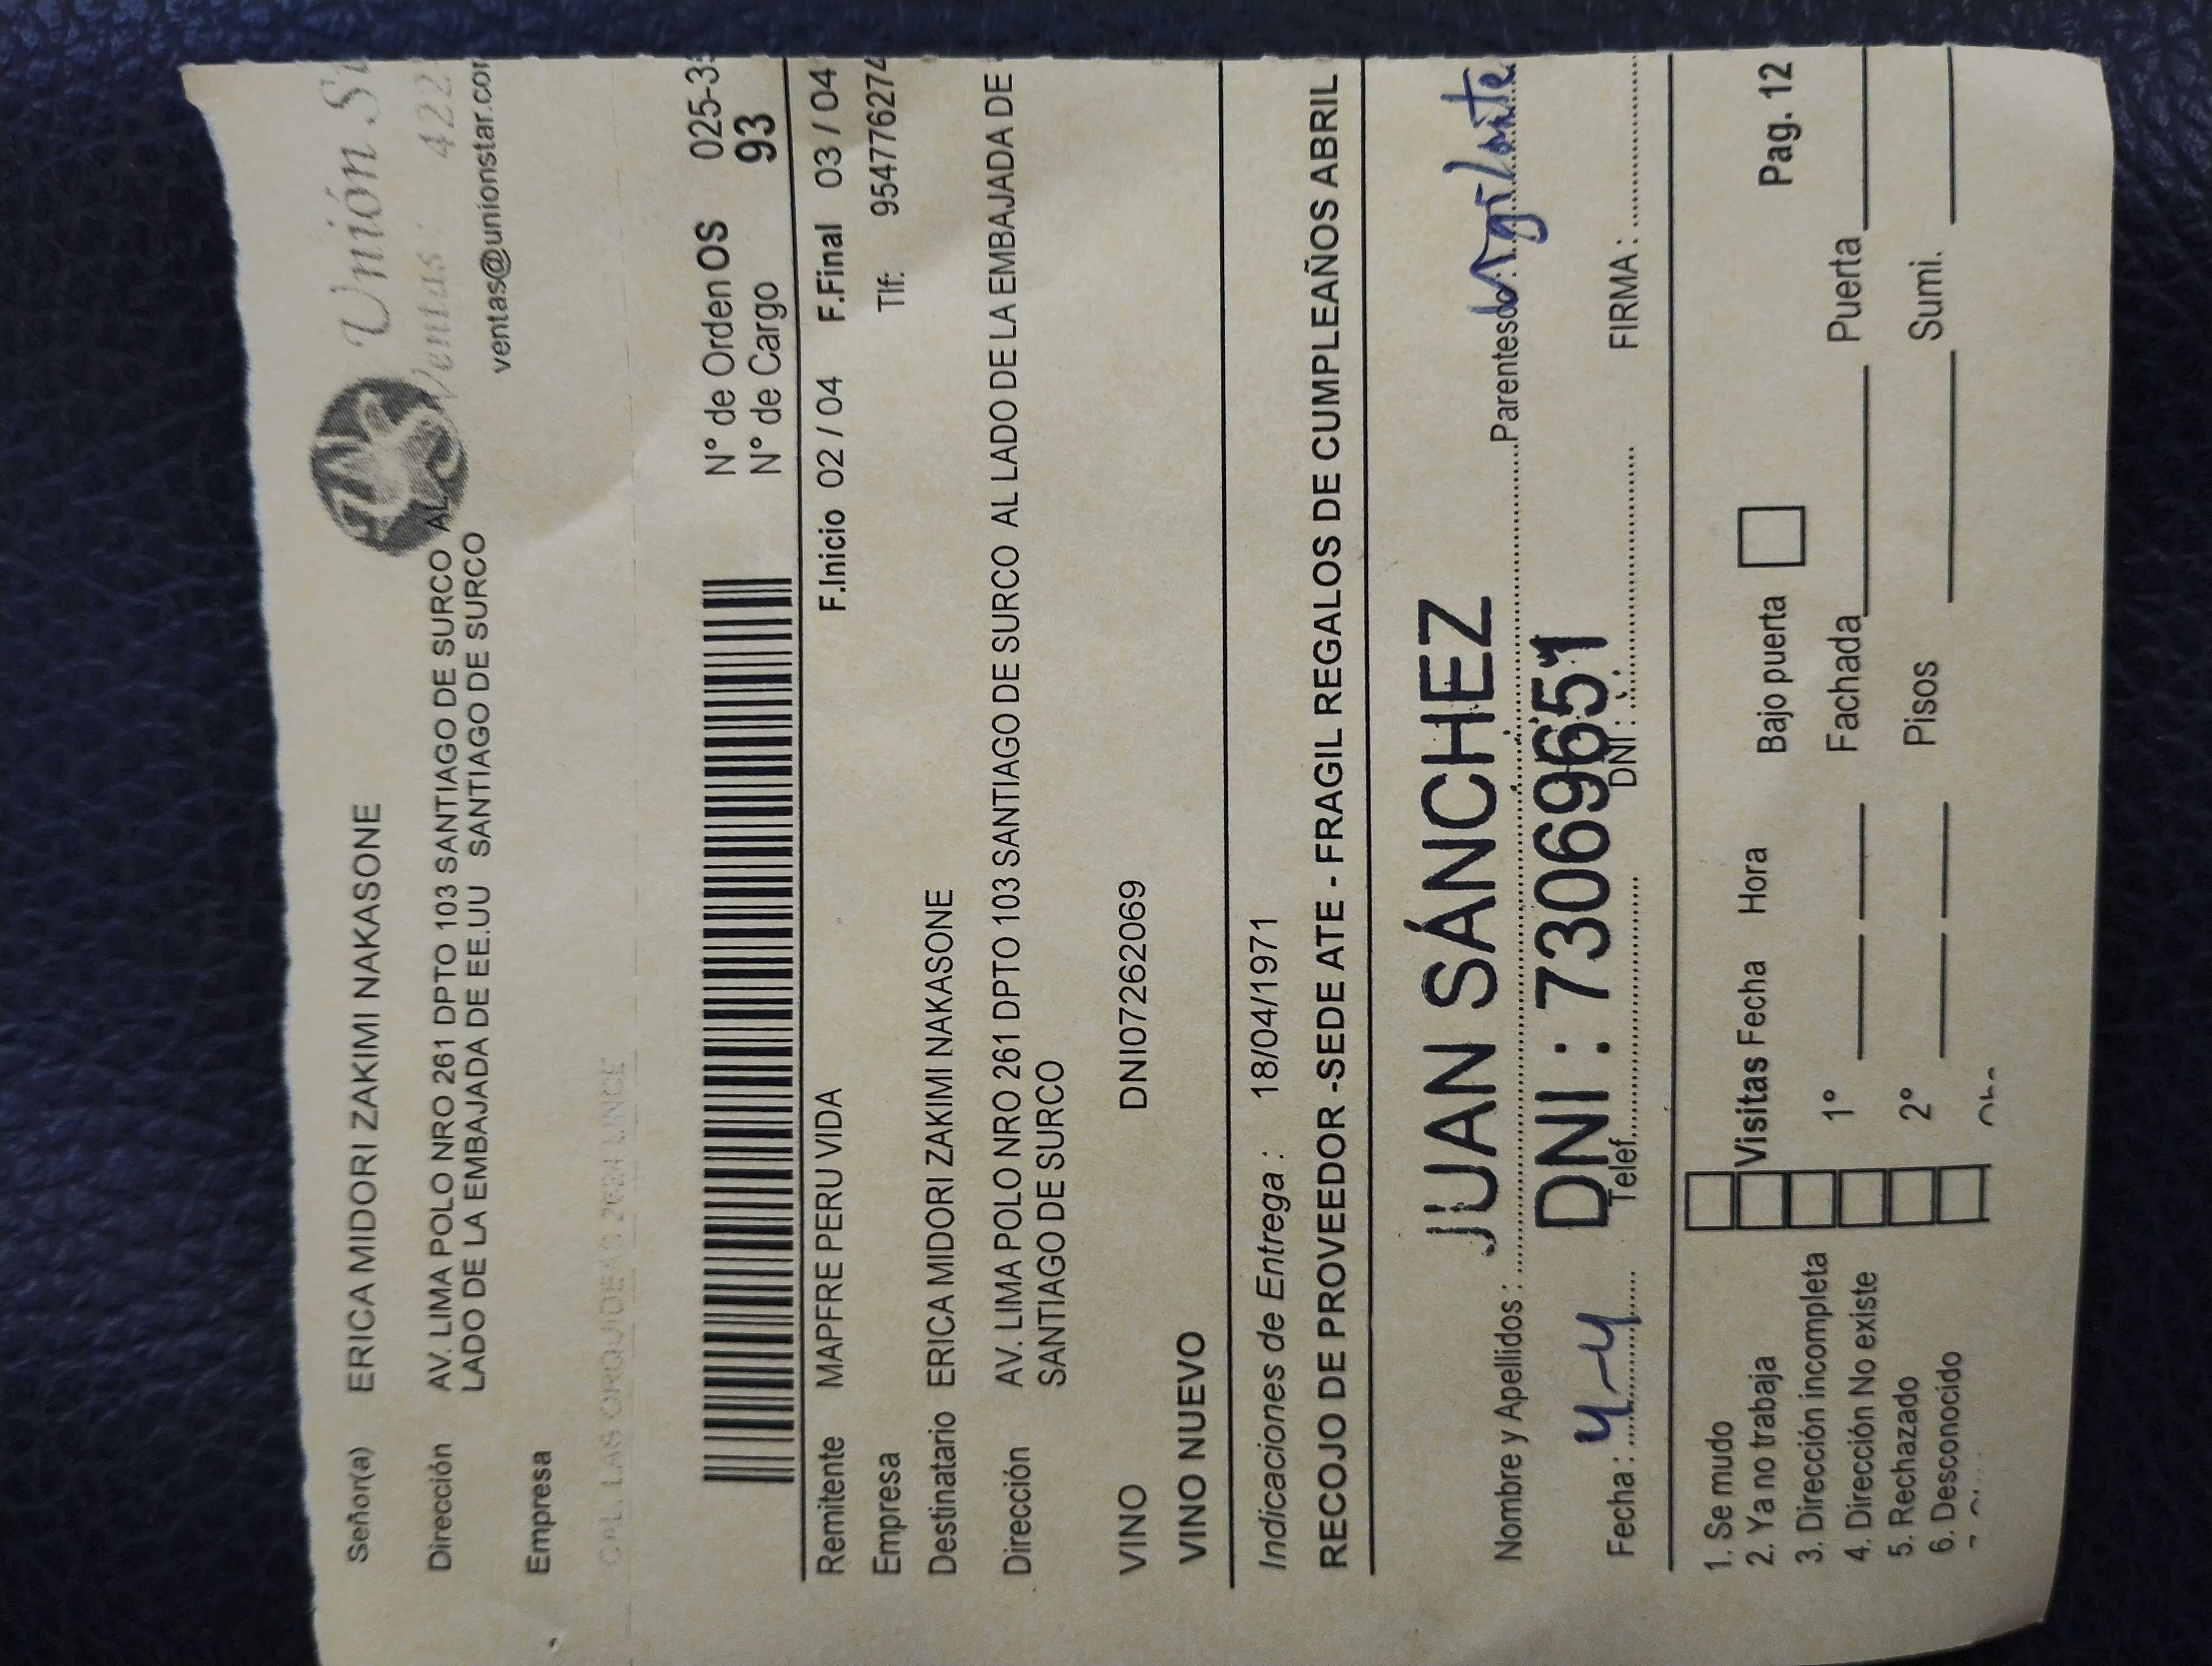 Señor(a) ERICA MIDORI ZAKIMI NAKASONE
Unión
Dirección AV. LIMA POLO NRO 261 DPTO 103 SANTIAGO DE SURCO AL
LADO DE LA EMBAJADA DE EE.UU SANTIAGO DE SURCO
Ventas: 422
ventas@unionstar.com
Empresa
CAL. LAS ORQUIDEAS 2624 LINCE
N° de Orden OS 025-3
N° de Cargo 93
Remitente MAPFRE PERU VIDA F.Inicio 02 / 04 F.Final 03 / 04
Empresa Tlf: 954776274
Destinatario ERICA MIDORI ZAKIMI NAKASONE
Dirección AV. LIMA POLO NRO 261 DPTO 103 SANTIAGO DE SURCO AL LADO DE LA EMBAJADA DE
SANTIAGO DE SURCO
VINO DNI07262069
VINO NUEVO
Indicaciones de Entrega : 18/04/1971
RECOJO DE PROVEEDOR -SEDE ATE - FRAGIL REGALOS DE CUMPLEAÑOS ABRIL
JUAN SÁNCHEZ
Nombre y Apellidos : Parentesco Vigilante
DNI : 73069651
Fecha : 4-4 Telef. DNI : FIRMA :
1. Se mudo
2. Ya no trabaja Visitas Fecha Hora Bajo puerta Pag. 12
3. Dirección incompleta
4. Dirección No existe 1° Fachada Puerta
5. Rechazado
6. Desconocido 2° Pisos Sumi.